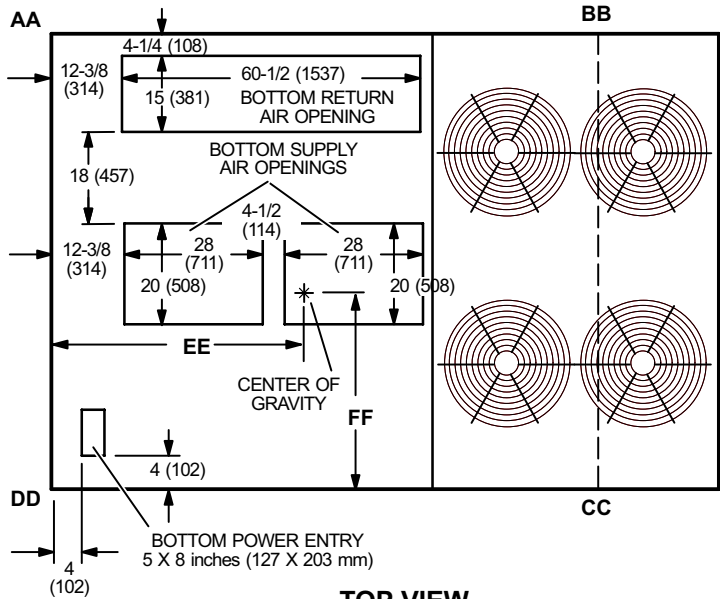 AA
BB
4-1/4 (108)
12-3/8
(314)
60-1/2 (1537)
15 (381)
BOTTOM RETURN
AIR OPENING
18 (457)
BOTTOM SUPPLY
AIR OPENINGS
4-1/2
(114)
12-3/8
(314)
28
(711)
28
(711)
20 (508)
20 (508)
EE
CENTER OF
GRAVITY
FF
4 (102)
DD
CC
BOTTOM POWER ENTRY
5 X 8 inches (127 X 203 mm)
4
(102)
TOP VIEW